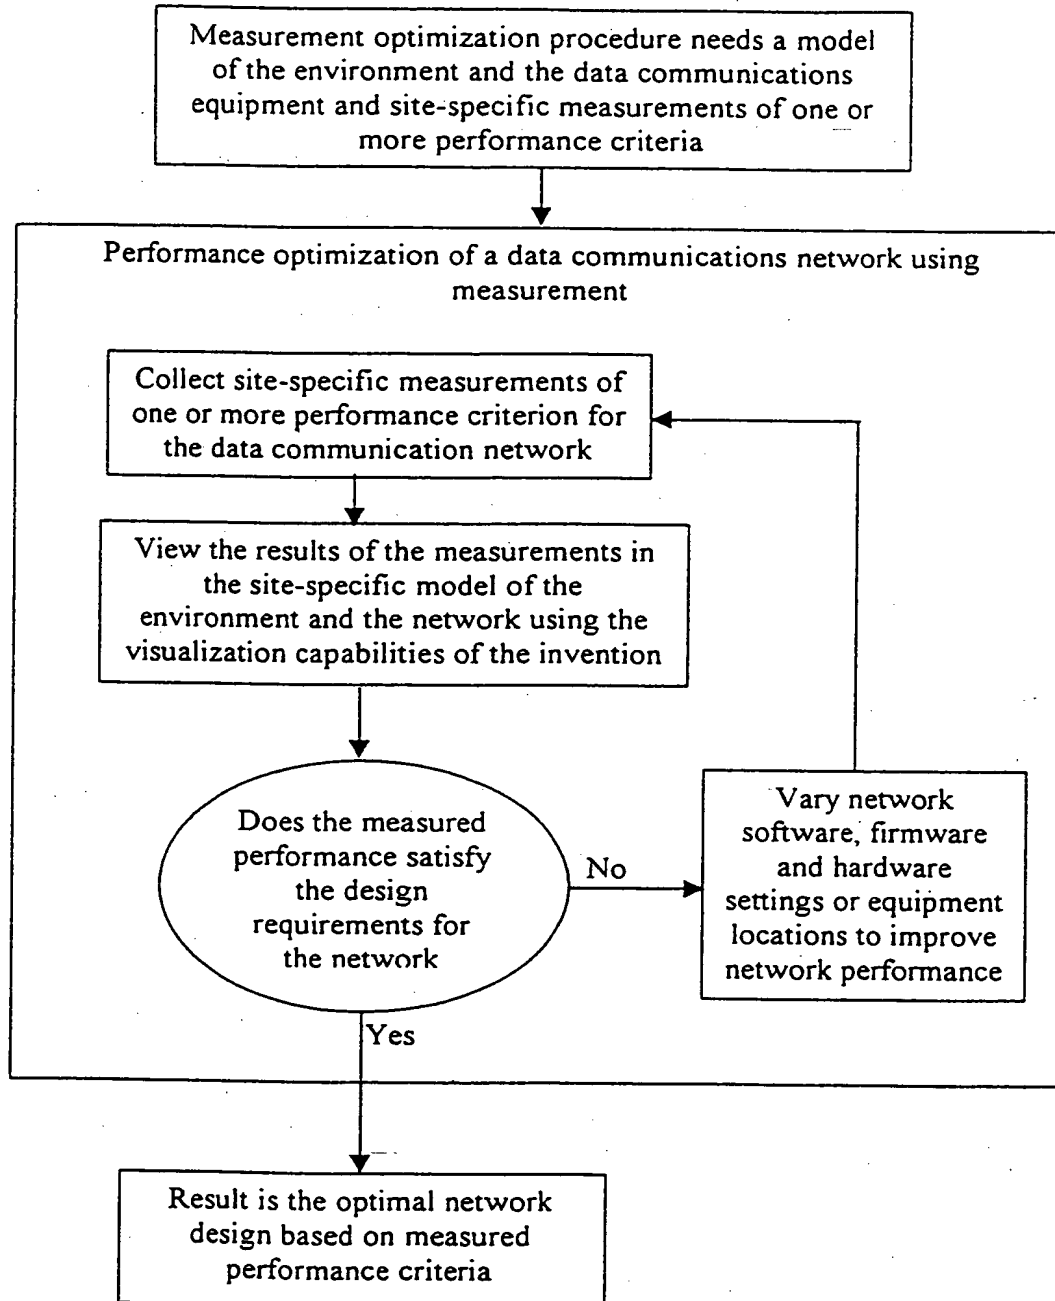 Measurement optimization procedure needs a model
of the environment and the data communications
equipment and site-specific measurements of one or
more performance criteria
Performance optimization of a data communications network using
measurement
Collect site-specific measurements of
one or more performance criterion for
the data communication network
View the results of the measurements in
the site-specific model of the
environment and the network using the
visualization capabilities of the invention
Does the measured
performance satisfy
the design
requirements for
the network
No
Vary network
software, firmware
and hardware
settings or equipment
locations to improve
network performance
Yes
Result is the optimal network
design based on measured
performance criteria